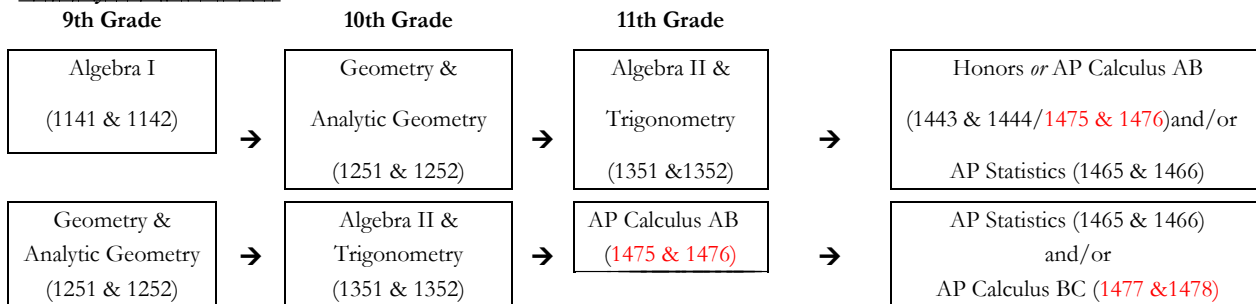 9th Grade 10th Grade 11th Grade
Algebra I
(1141 & 1142)
→
Geometry &
Analytic Geometry
(1251 & 1252)
→
Algebra II &
Trigonometry
(1351 &1352)
→
Honors or AP Calculus AB
(1443 & 1444/1475 & 1476)and/or
AP Statistics (1465 & 1466)
Geometry &
Analytic Geometry
(1251 & 1252)
→
Algebra II &
Trigonometry
(1351 & 1352)
→
AP Calculus AB
(1475 & 1476)
→
AP Statistics (1465 & 1466)
and/or
AP Calculus BC (1477 &1478)